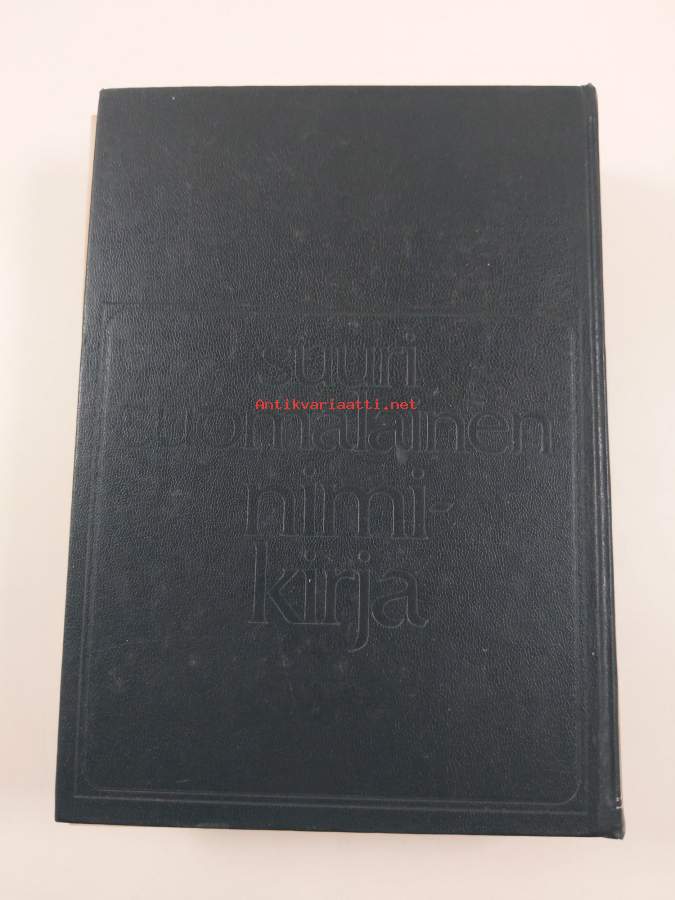 suuri
Antikvariaatti.net
suomalainen
nimi-
kirja